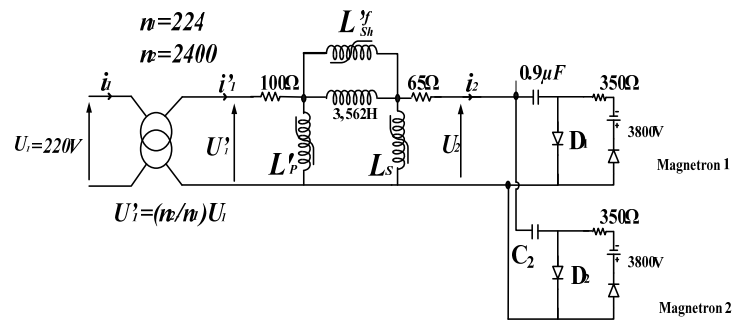 n₁=224
n₂=2400
L'ᶠSh
i₁
i'₁
100Ω
3,562H
65Ω
i₂
0.9µF
350Ω
U₁=220V
U'₁
L'P
LS
U₂
D₁
3800V
- +
Magnetron 1
U'₁=(n₂/n₁)U₁
C₂
350Ω
D₂
3800V
- +
Magnetron 2